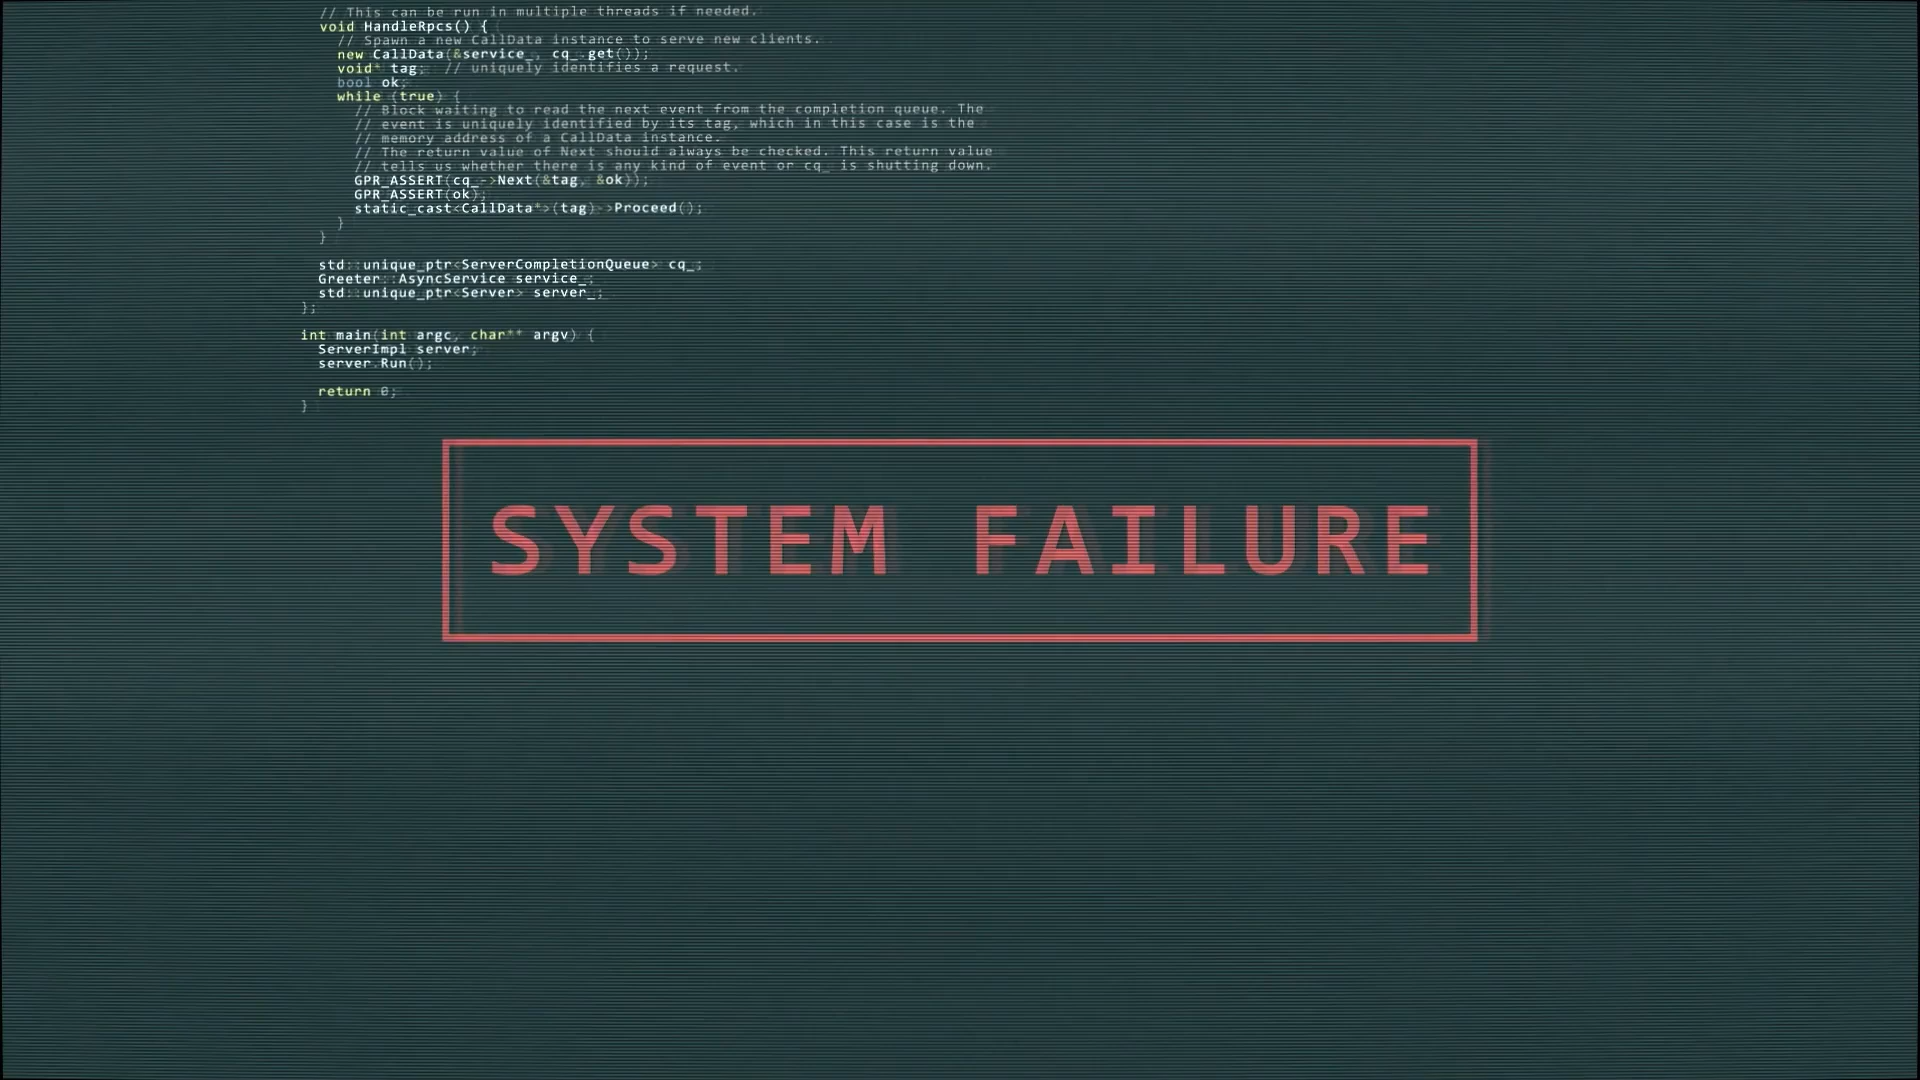 // This can be run in multiple threads if needed.
void HandleRpcs() {
// Spawn a new CallData instance to serve new clients.
new CallData(&service_, cq_.get());
void* tag;  // uniquely identifies a request.
bool ok;
while (true) {
// Block waiting to read the next event from the completion queue. The
// event is uniquely identified by its tag, which in this case is the
// memory address of a CallData instance.
// The return value of Next should always be checked. This return value
// tells us whether there is any kind of event or cq_ is shutting down.
GPR_ASSERT(cq_->Next(&tag, &ok));
GPR_ASSERT(ok);
static_cast<CallData*>(tag)->Proceed();
}
}
std::unique_ptr<ServerCompletionQueue> cq_;
Greeter::AsyncService service_;
std::unique_ptr<Server> server_;
};
int main(int argc, char** argv) {
ServerImpl server;
server.Run();
return 0;
}
SYSTEM FAILURE